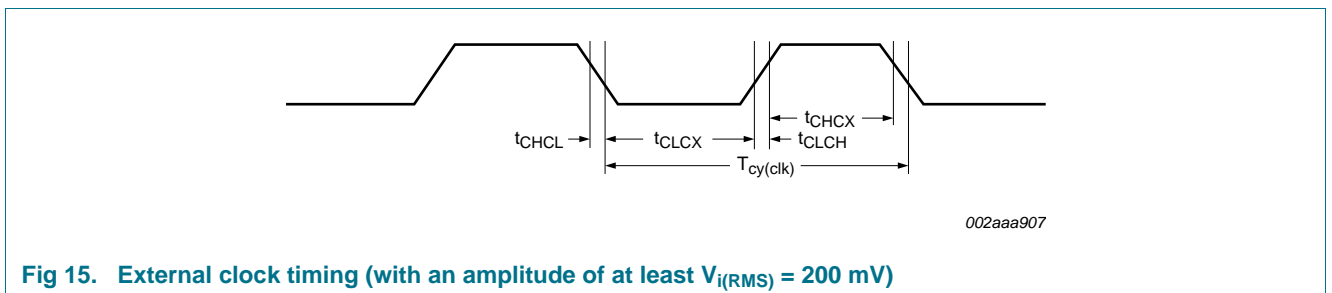 tCHCX
tCHCL
tCLCX
tCLCH
Tcy(clk)
002aaa907
Fig 15. External clock timing (with an amplitude of at least Vi(RMS) = 200 mV)